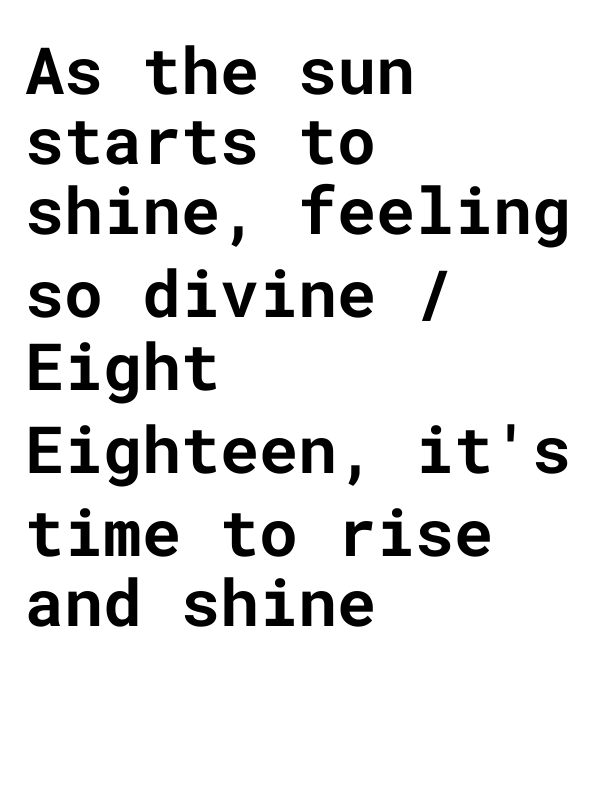 As the sun
starts to
shine, feeling
so divine /
Eight
Eighteen, it's
time to rise
and shine